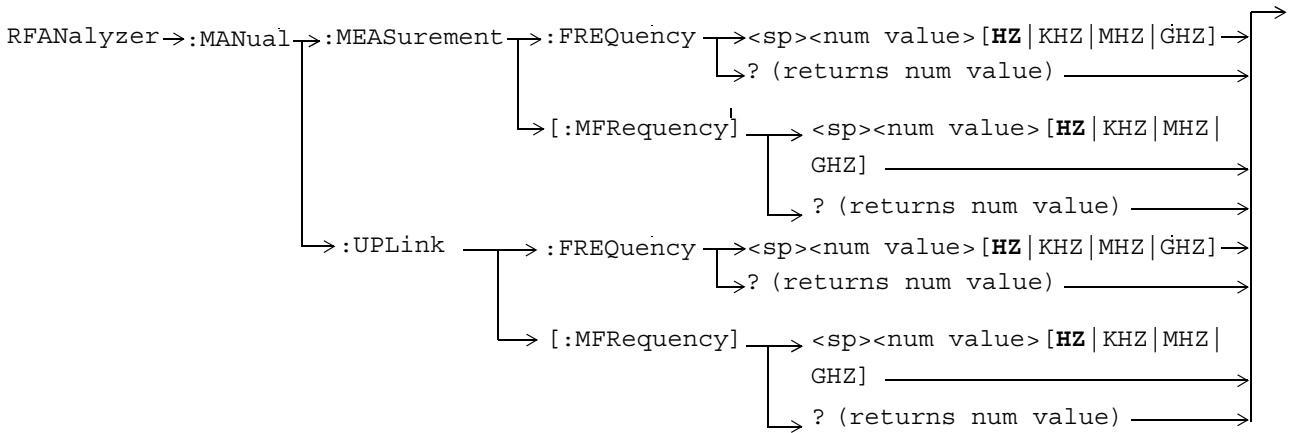 RFANalyzer :MANual :MEASurement :FREQuency <sp><num value>[HZ|KHZ|MHZ|GHZ]
? (returns num value)
[:MFRequency] <sp><num value>[HZ|KHZ|MHZ|
GHZ]
? (returns num value)
:UPLink :FREQuency <sp><num value>[HZ|KHZ|MHZ|GHZ]
? (returns num value)
[:MFRequency] <sp><num value>[HZ|KHZ|MHZ|
GHZ]
? (returns num value)